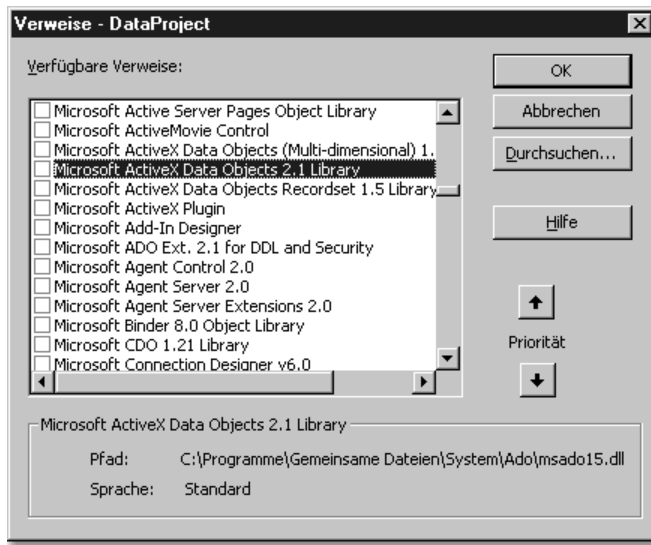 Verweise - DataProject
Verfügbare Verweise:
OK
Abbrechen
Durchsuchen...
Hilfe
Microsoft Active Server Pages Object Library
Microsoft ActiveMovie Control
Microsoft ActiveX Data Objects (Multi-dimensional) 1.
Microsoft ActiveX Data Objects 2.1 Library
Microsoft ActiveX Data Objects Recordset 1.5 Library
Microsoft ActiveX Plugin
Microsoft Add-In Designer
Microsoft ADO Ext. 2.1 for DDL and Security
Microsoft Agent Control 2.0
Microsoft Agent Server 2.0
Microsoft Agent Server Extensions 2.0
Microsoft Binder 8.0 Object Library
Microsoft CDO 1.21 Library
Microsoft Connection Designer v6.0
Priorität
Microsoft ActiveX Data Objects 2.1 Library
Pfad: C:\Programme\Gemeinsame Dateien\System\Ado\msado15.dll
Sprache: Standard